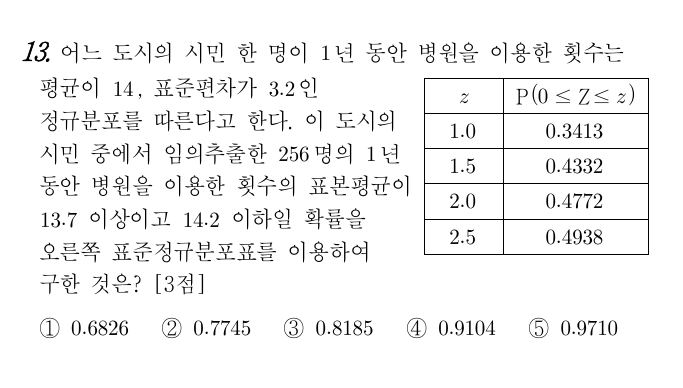 13. 어느 도시의 시민 한 명이 1년 동안 병원을 이용한 횟수는
평균이 14, 표준편차가 3.2인
정규분포를 따른다고 한다. 이 도시의
시민 중에서 임의추출한 256명의 1년
동안 병원을 이용한 횟수의 표본평균이
13.7 이상이고 14.2 이하일 확률을
오른쪽 표준정규분포표를 이용하여
구한 것은? [3점]
z P(0 ≤ Z ≤ z)
1.0 0.3413
1.5 0.4332
2.0 0.4772
2.5 0.4938
① 0.6826 ② 0.7745 ③ 0.8185 ④ 0.9104 ⑤ 0.9710